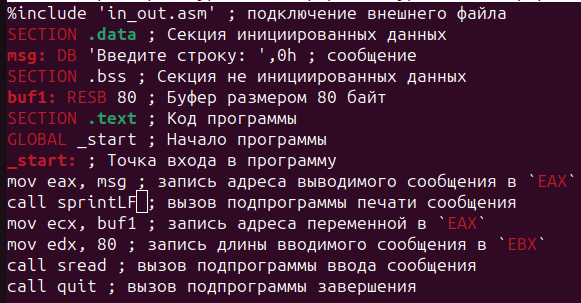 %include 'in_out.asm' ; подключение внешнего файла
SECTION .data ; Секция инициированных данных
msg: DB 'Введите строку: ',0h ; сообщение
SECTION .bss ; Секция не инициированных данных
buf1: RESB 80 ; Буфер размером 80 байт
SECTION .text ; Код программы
GLOBAL _start ; Начало программы
_start: ; Точка входа в программу
mov eax, msg ; запись адреса выводимого сообщения в `EAX`
call sprintLF ; вызов подпрограммы печати сообщения
mov ecx, buf1 ; запись адреса переменной в `EAX`
mov edx, 80 ; запись длины вводимого сообщения в `EBX`
call sread ; вызов подпрограммы ввода сообщения
call quit ; вызов подпрограммы завершения